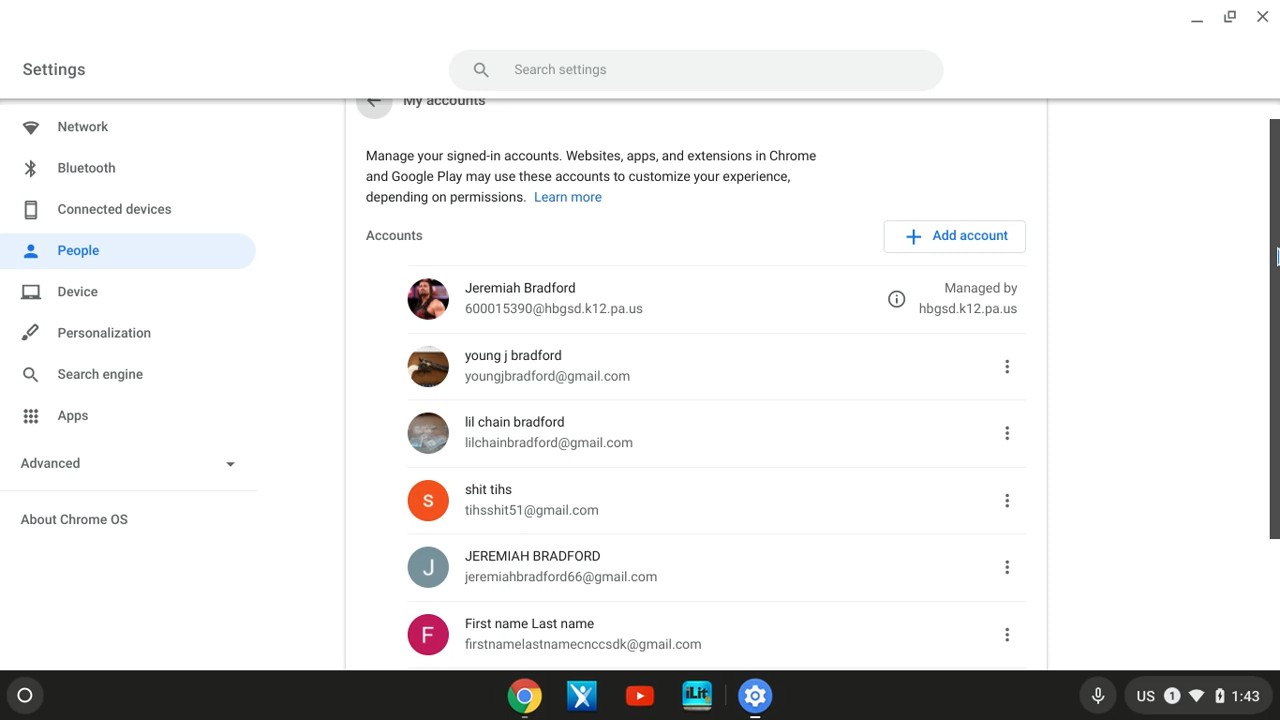 Settings
Search settings
Network
Bluetooth
Connected devices
People
Device
Personalization
Search engine
Apps
Advanced
About Chrome OS
My accounts
Manage your signed-in accounts. Websites, apps, and extensions in Chrome
and Google Play may use these accounts to customize your experience,
depending on permissions. Learn more
Accounts
Add account
Jeremiah Bradford
600015390@hbgsd.k12.pa.us
Managed by
hbgsd.k12.pa.us
young j bradford
youngjbradford@gmail.com
lil chain bradford
lilchainbradford@gmail.com
S
shit tihs
tihsshit51@gmail.com
J
JEREMIAH BRADFORD
jeremiahbradford66@gmail.com
F
First name Last name
firstnamelastnamecnccsdk@gmail.com
X
iLit
US 1 1:43